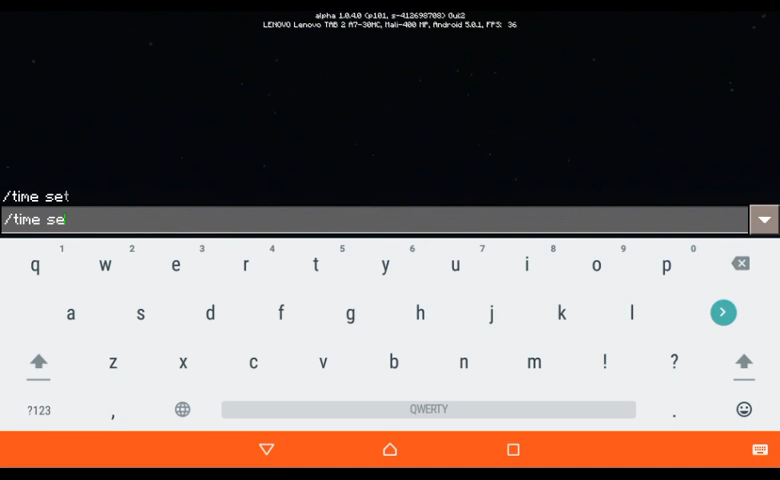 alpha 1.0.4.0 (p101, s-412698708) Gui2
LENOVO Lenovo TAB 2 A7-30HC, Mali-400 MP, Android 5.0.1, FPS: 36
/time set
/time se
1 2 3 4 5 6 7 8 9 0
q w e r t y u i o p
a s d f g h j k l
z x c v b n m ! ?
?123 , QWERTY .